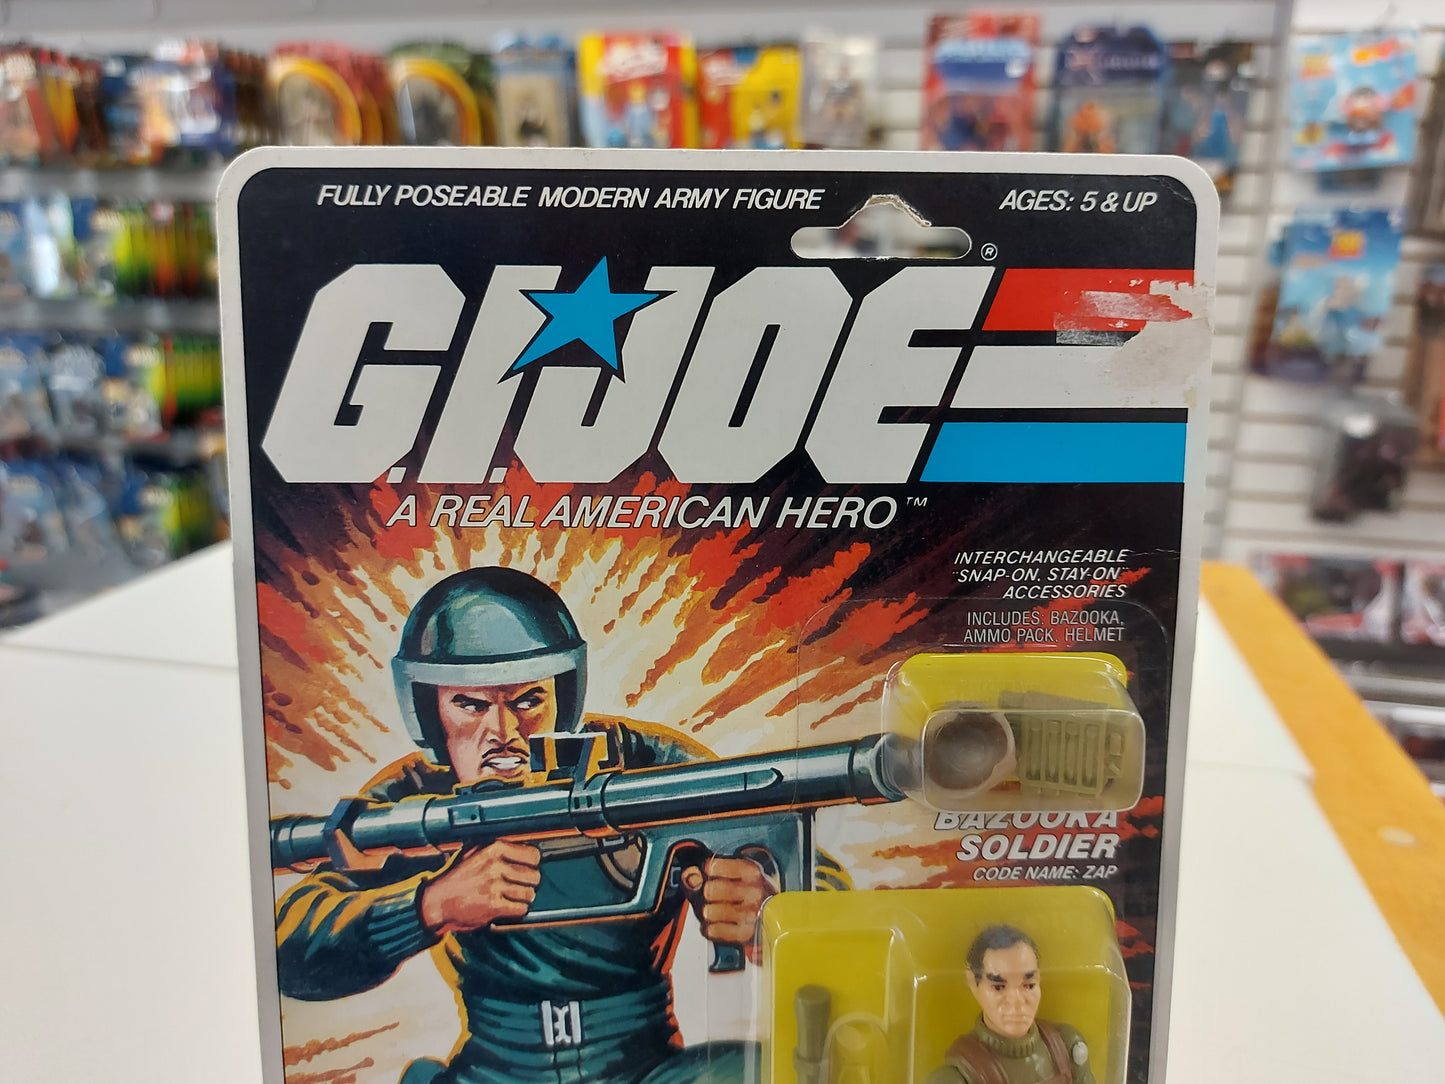 FULLY POSEABLE MODERN ARMY FIGURE
AGES: 5 & UP
G.I. JOE ®
A REAL AMERICAN HERO ™
INTERCHANGEABLE
"SNAP-ON, STAY-ON"
ACCESSORIES
INCLUDES: BAZOOKA,
AMMO PACK, HELMET
BAZOOKA
SOLDIER
CODE NAME: ZAP